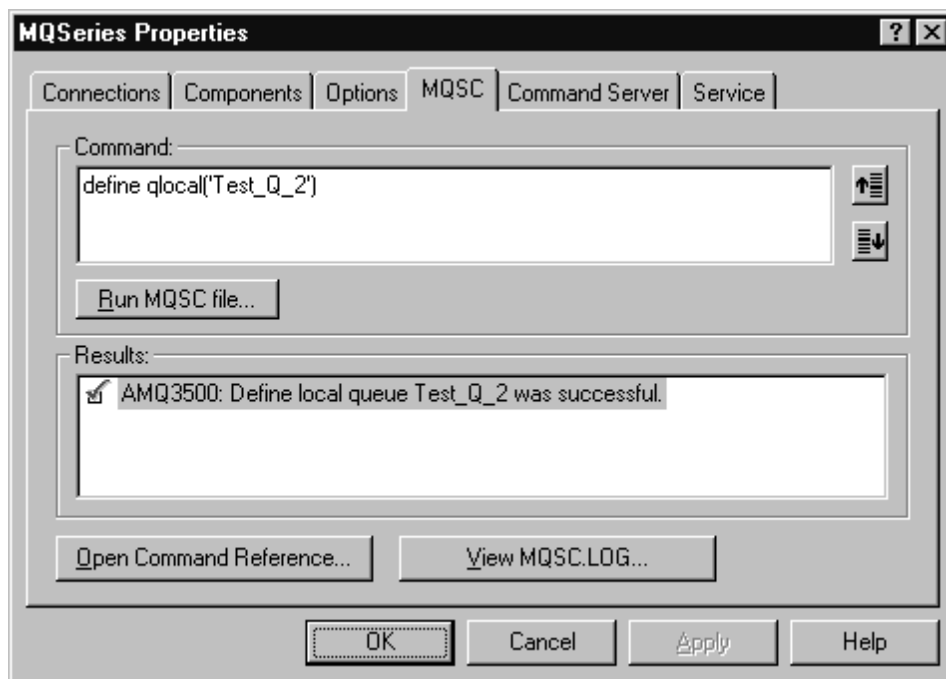 MQSeries Properties
Connections Components Options MQSC Command Server Service
Command:
define qlocal('Test_Q_2')
Run MQSC file...
Results:
AMQ3500: Define local queue Test_Q_2 was successful.
Open Command Reference... View MQSC.LOG...
OK Cancel Apply Help